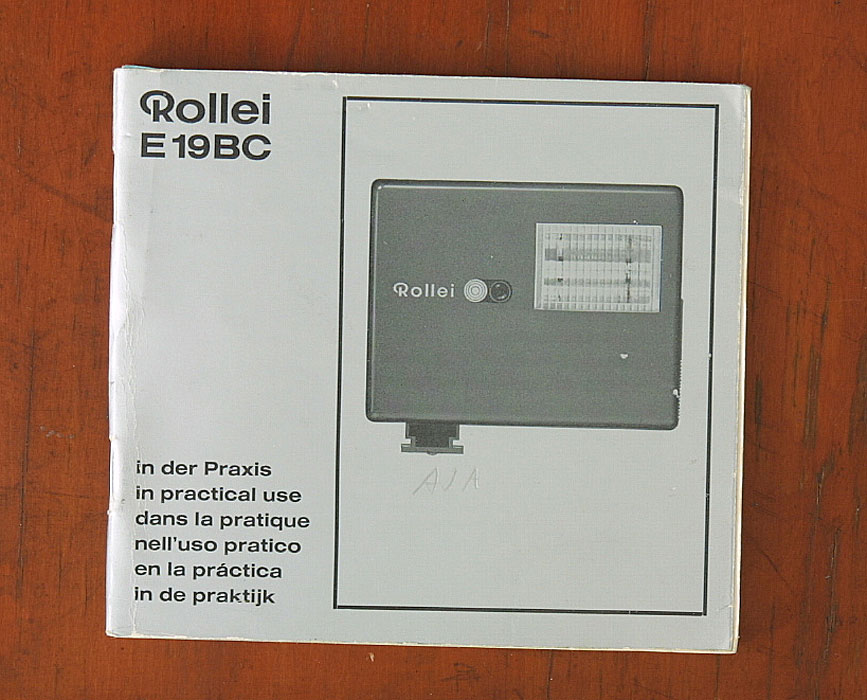 Rollei
E19BC
Rollei
in der Praxis
in practical use
dans la pratique
nell'uso pratico
en la práctica
in de praktijk